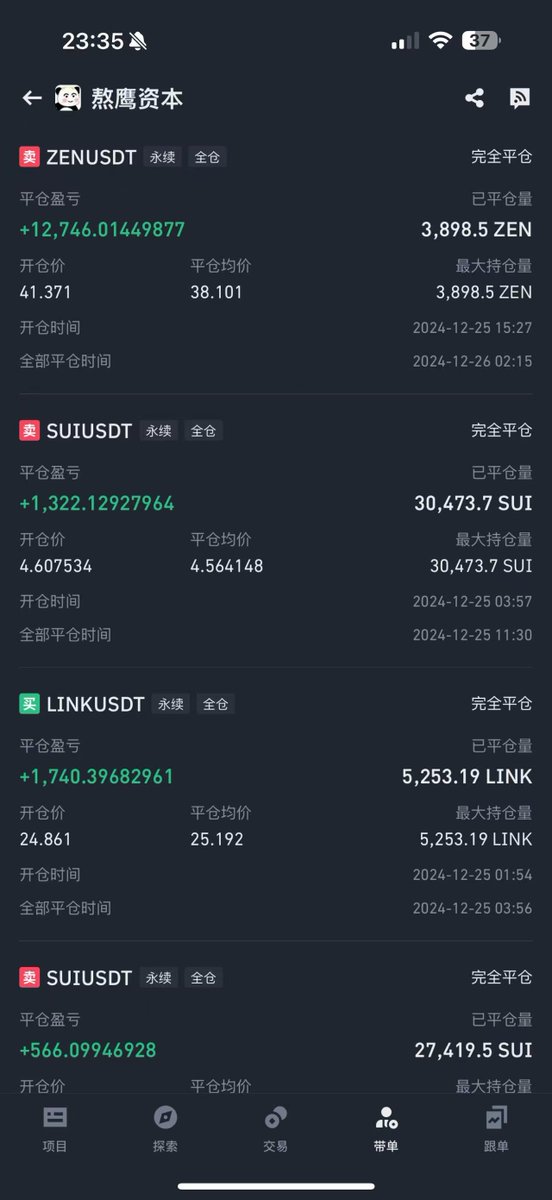 23:35
37
熬鹰资本
卖 ZENUSDT 永续 全仓 完全平仓
平仓盈亏 已平仓量
+12,746.01449877 3,898.5 ZEN
开仓价 平仓均价 最大持仓量
41.371 38.101 3,898.5 ZEN
开仓时间 2024-12-25 15:27
全部平仓时间 2024-12-26 02:15
卖 SUIUSDT 永续 全仓 完全平仓
平仓盈亏 已平仓量
+1,322.12927964 30,473.7 SUI
开仓价 平仓均价 最大持仓量
4.607534 4.564148 30,473.7 SUI
开仓时间 2024-12-25 03:57
全部平仓时间 2024-12-25 11:30
买 LINKUSDT 永续 全仓 完全平仓
平仓盈亏 已平仓量
+1,740.39682961 5,253.19 LINK
开仓价 平仓均价 最大持仓量
24.861 25.192 5,253.19 LINK
开仓时间 2024-12-25 01:54
全部平仓时间 2024-12-25 03:56
卖 SUIUSDT 永续 全仓 完全平仓
平仓盈亏 已平仓量
+566.09946928 27,419.5 SUI
开仓价 平仓均价 最大持仓量
项目 探索 交易 带单 跟单